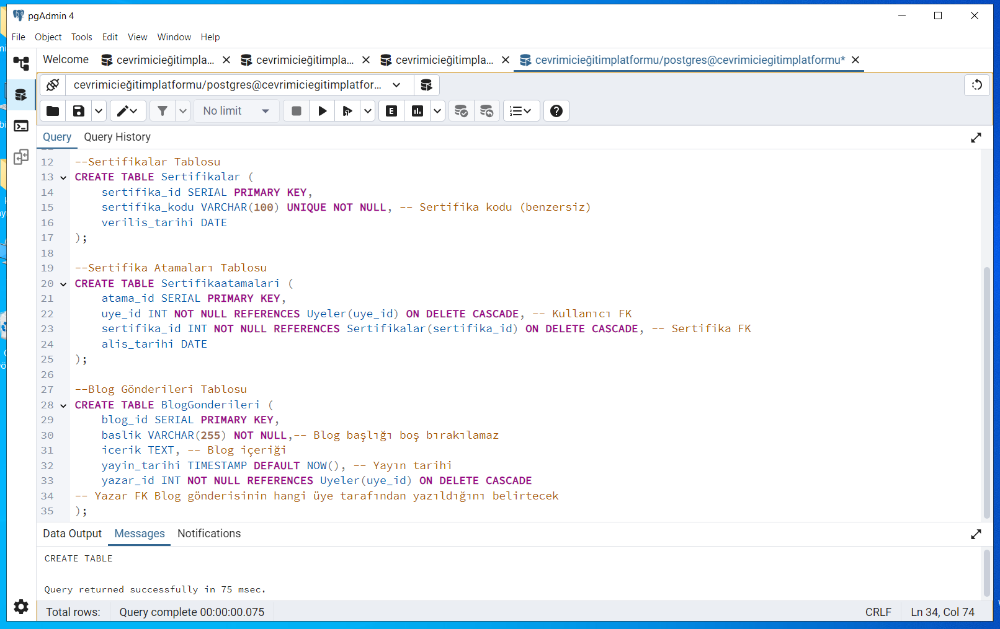 pgAdmin 4
File Object Tools Edit View Window Help
Welcome cevrimicieğitimpla... cevrimicieğitimpla... cevrimicieğitimpla... cevrimicieğitimplatformu/postgres@cevrimiciegitimplatformu*
cevrimicieğitimplatformu/postgres@cevrimiciegitimplatfor...
No limit
Query Query History
12 --Sertifikalar Tablosu
13 CREATE TABLE Sertifikalar (
14 sertifika_id SERIAL PRIMARY KEY,
15 sertifika_kodu VARCHAR(100) UNIQUE NOT NULL, -- Sertifika kodu (benzersiz)
16 verilis_tarihi DATE
17 );
18
19 --Sertifika Atamaları Tablosu
20 CREATE TABLE Sertifikaatamalari (
21 atama_id SERIAL PRIMARY KEY,
22 uye_id INT NOT NULL REFERENCES Uyeler(uye_id) ON DELETE CASCADE, -- Kullanıcı FK
23 sertifika_id INT NOT NULL REFERENCES Sertifikalar(sertifika_id) ON DELETE CASCADE, -- Sertifika FK
24 alis_tarihi DATE
25 );
26
27 --Blog Gönderileri Tablosu
28 CREATE TABLE BlogGonderileri (
29 blog_id SERIAL PRIMARY KEY,
30 baslik VARCHAR(255) NOT NULL,-- Blog başlığı boş bırakılamaz
31 icerik TEXT, -- Blog içeriği
32 yayin_tarihi TIMESTAMP DEFAULT NOW(), -- Yayın tarihi
33 yazar_id INT NOT NULL REFERENCES Uyeler(uye_id) ON DELETE CASCADE
34 -- Yazar FK Blog gönderisinin hangi üye tarafından yazıldığını belirtecek
35 );
Data Output Messages Notifications
CREATE TABLE
Query returned successfully in 75 msec.
Total rows: Query complete 00:00:00.075 CRLF Ln 34, Col 74